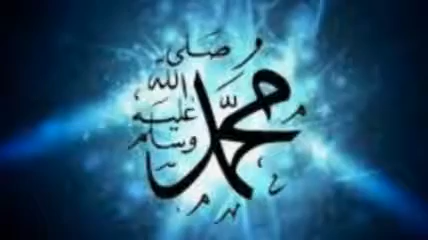 محمد
صلى
الله
عليه
وسلم